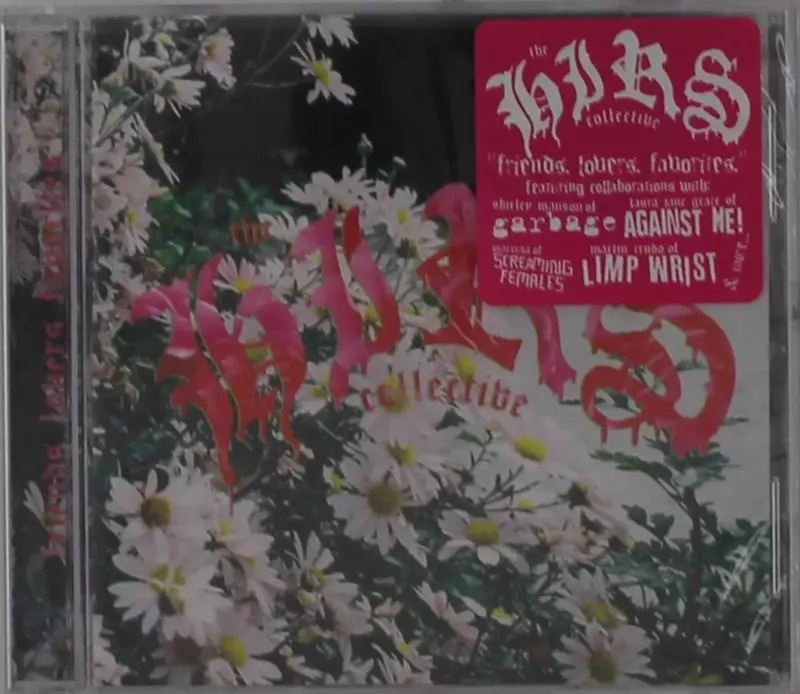 the
HIRS
collective
"friends. lovers. favorites."
featuring collaborations with:
shirley manson of
garbage
laura jane grace of
AGAINST ME!
marissa of
SCREAMING
FEMALES
martin crudo of
LIMP WRIST
& more...
the
HIRS
collective
friends lovers favorites